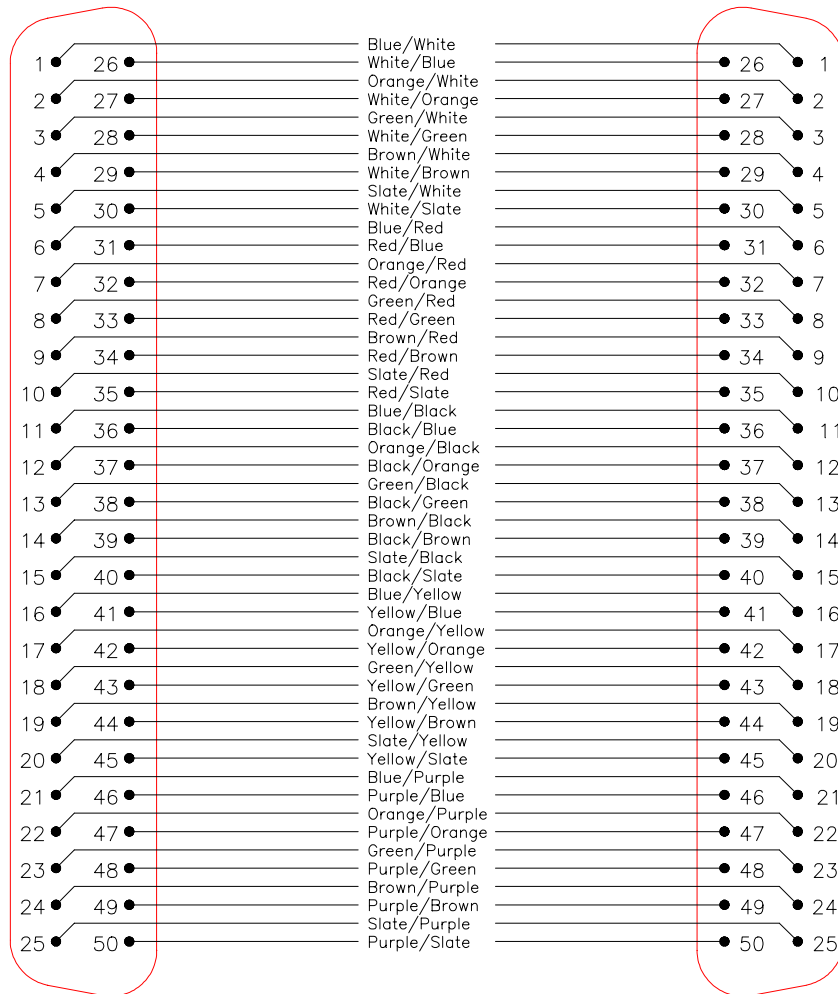 Blue/White
1 26 White/Blue 26 1
Orange/White
2 27 White/Orange 27 2
Green/White
3 28 White/Green 28 3
Brown/White
4 29 White/Brown 29 4
Slate/White
5 30 White/Slate 30 5
Blue/Red
6 31 Red/Blue 31 6
Orange/Red
7 32 Red/Orange 32 7
Green/Red
8 33 Red/Green 33 8
Brown/Red
9 34 Red/Brown 34 9
Slate/Red
10 35 Red/Slate 35 10
Blue/Black
11 36 Black/Blue 36 11
Orange/Black
12 37 Black/Orange 37 12
Green/Black
13 38 Black/Green 38 13
Brown/Black
14 39 Black/Brown 39 14
Slate/Black
15 40 Black/Slate 40 15
Blue/Yellow
16 41 Yellow/Blue 41 16
Orange/Yellow
17 42 Yellow/Orange 42 17
Green/Yellow
18 43 Yellow/Green 43 18
Brown/Yellow
19 44 Yellow/Brown 44 19
Slate/Yellow
20 45 Yellow/Slate 45 20
Blue/Purple
21 46 Purple/Blue 46 21
Orange/Purple
22 47 Purple/Orange 47 22
Green/Purple
23 48 Purple/Green 48 23
Brown/Purple
24 49 Purple/Brown 49 24
Slate/Purple
25 50 Purple/Slate 50 25